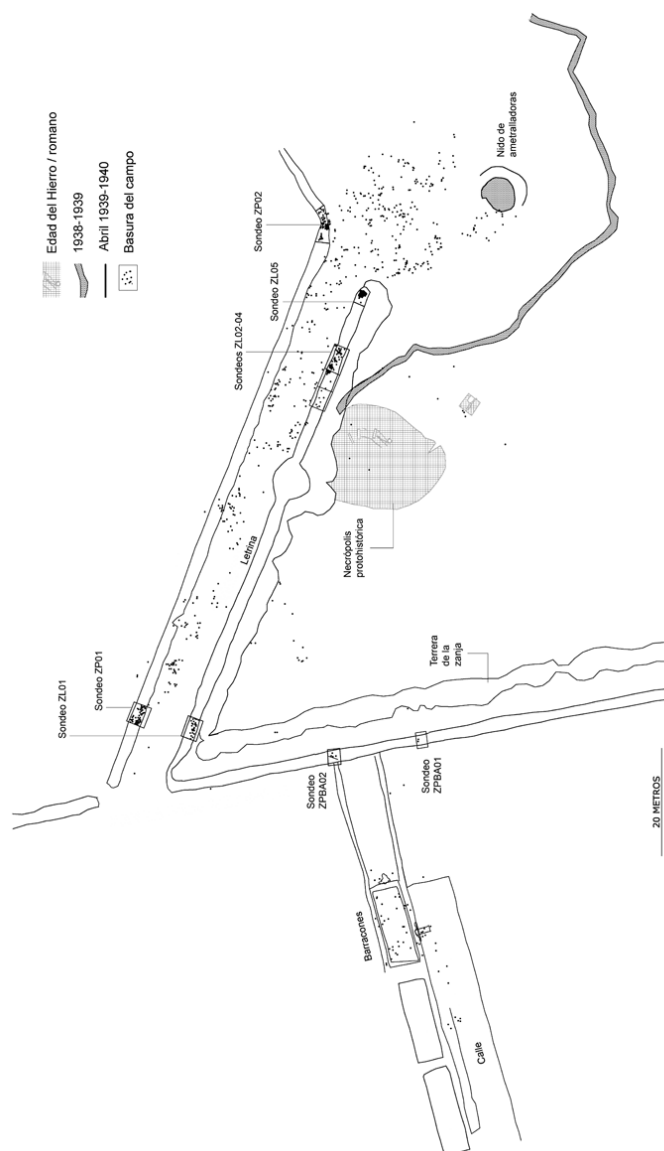 Edad del Hierro / romano
1938-1939
Abril 1939-1940
Basura del campo
Nido de
ametralladoras
Sondeo ZP02
Sondeo ZL05
Sondeos ZL02-04
Letrina
Necrópolis
protohistórica
Sondeo ZP01
Sondeo ZL01
Terrera
de la
zanja
Sondeo
ZPBA02
Sondeo
ZPBA01
Barracones
Calle
20 METROS